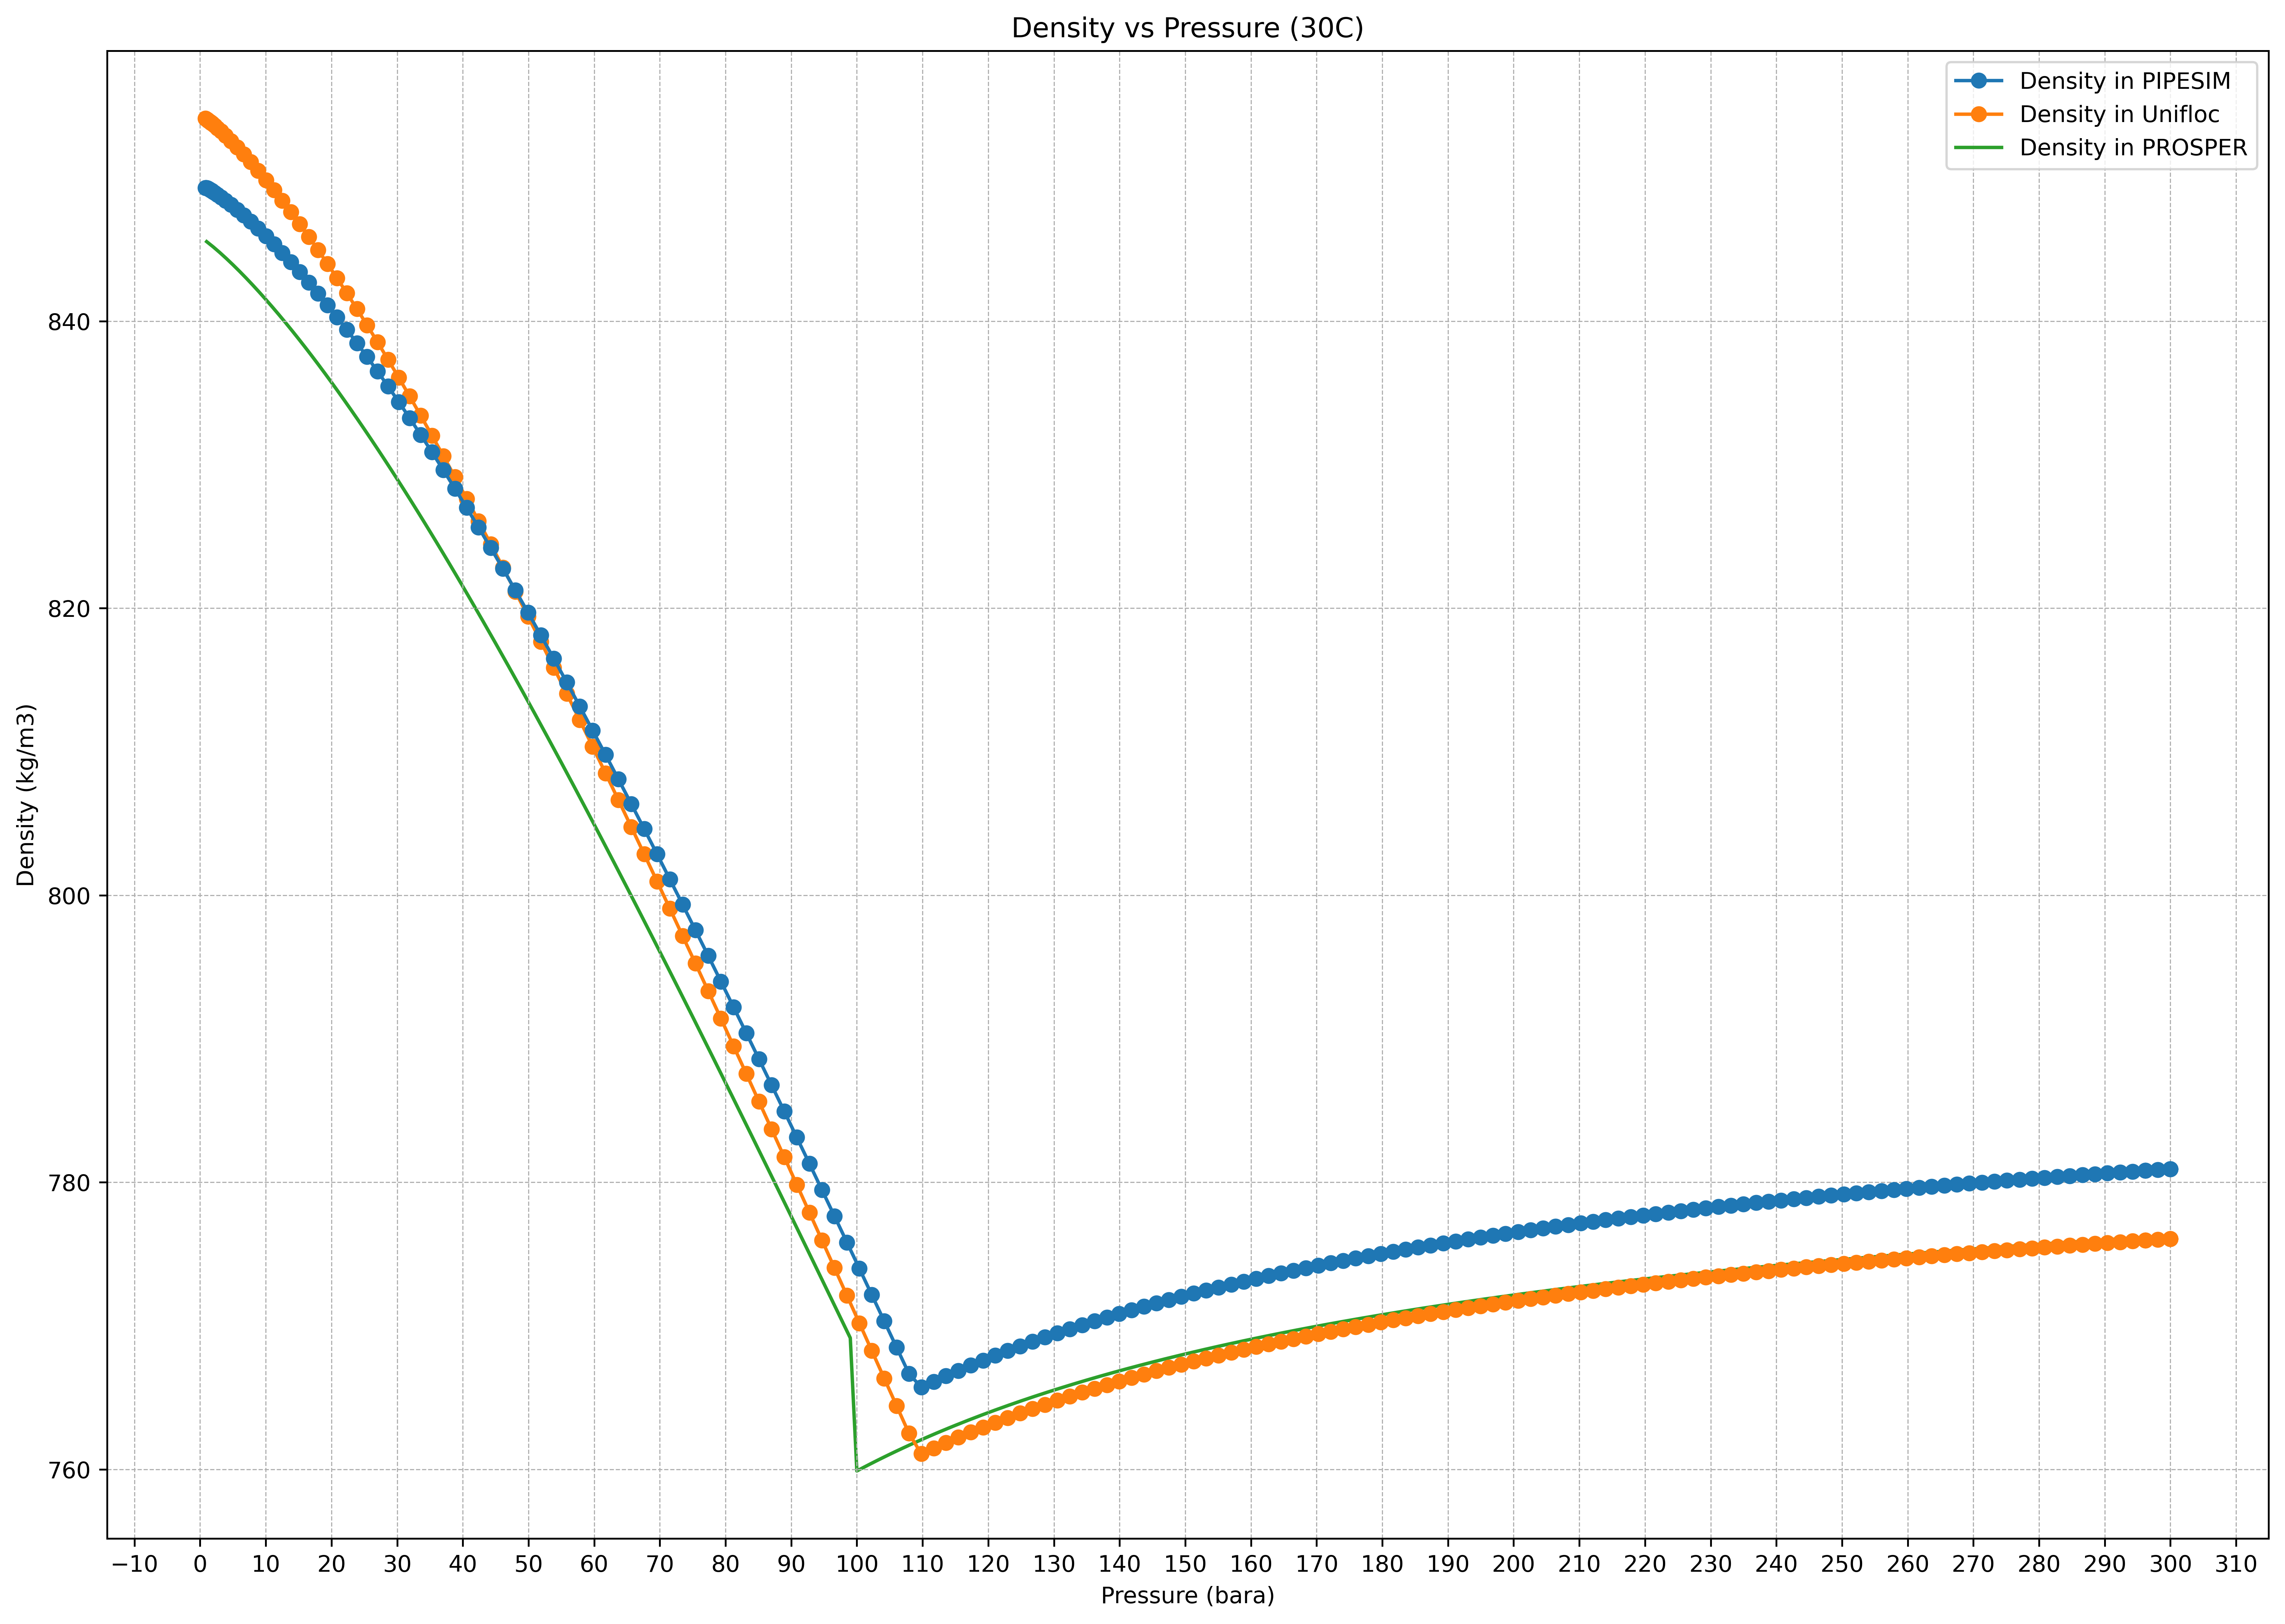 Density vs Pressure (30C)
Density in PIPESIM
Density in Unifloc
Density in PROSPER
Density (kg/m3)
840
820
800
780
760
−10 0 10 20 30 40 50 60 70 80 90 100 110 120 130 140 150 160 170 180 190 200 210 220 230 240 250 260 270 280 290 300 310
Pressure (bara)